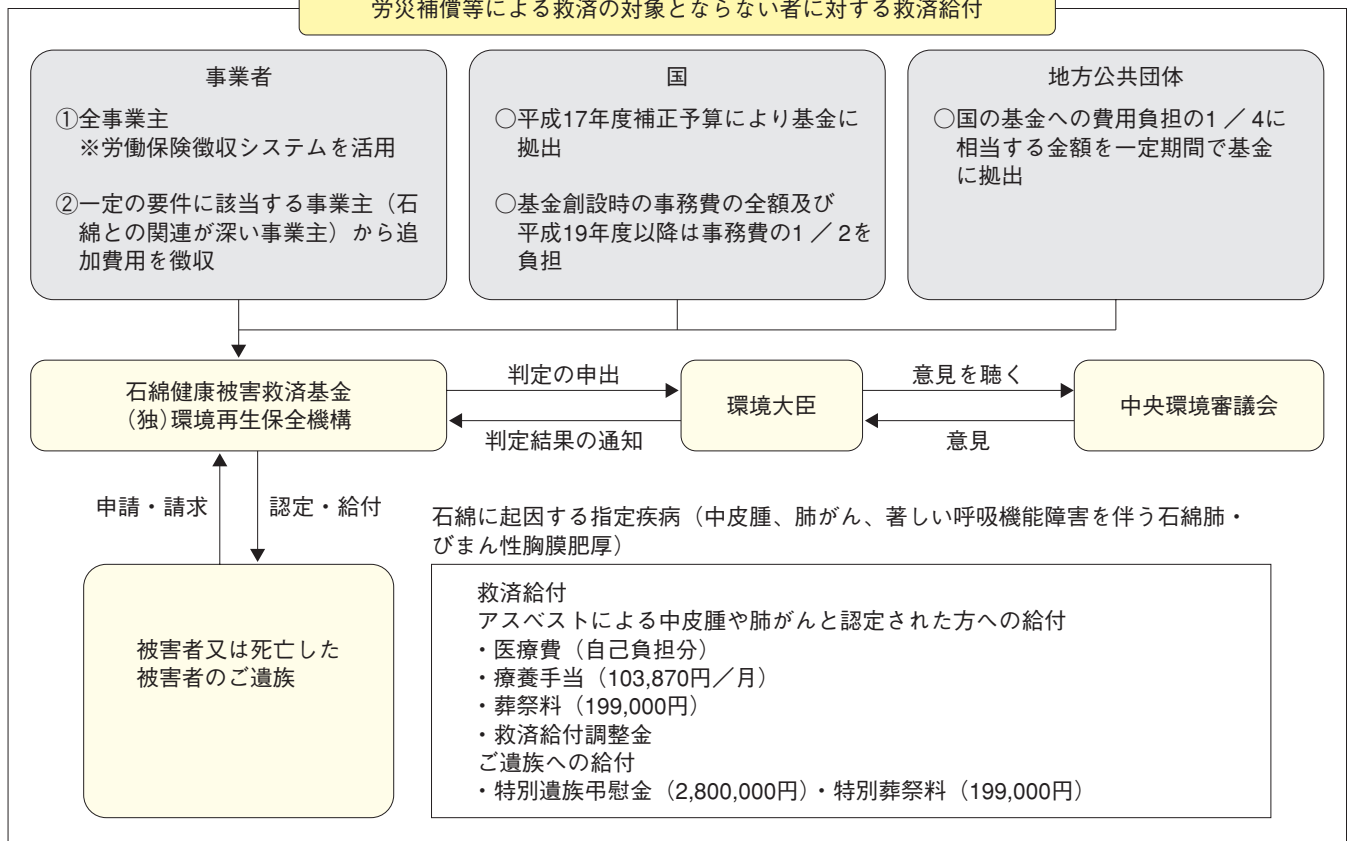 労災補償等による救済の対象とならない者に対する救済給付
事業者
①全事業主
※労働保険徴収システムを活用
②一定の要件に該当する事業主（石
綿との関連が深い事業主）から追
加費用を徴収
国
○平成17年度補正予算により基金に
拠出
○基金創設時の事務費の全額及び
平成19年度以降は事務費の1／2を
負担
地方公共団体
○国の基金への費用負担の1／4に
相当する金額を一定期間で基金
に拠出
石綿健康被害救済基金
（独）環境再生保全機構
判定の申出
判定結果の通知
環境大臣
意見を聴く
意見
中央環境審議会
申請・請求
認定・給付
被害者又は死亡した
被害者のご遺族
石綿に起因する指定疾病（中皮腫、肺がん、著しい呼吸機能障害を伴う石綿肺・
びまん性胸膜肥厚）
救済給付
アスベストによる中皮腫や肺がんと認定された方への給付
・医療費（自己負担分）
・療養手当（103,870円／月）
・葬祭料（199,000円）
・救済給付調整金
ご遺族への給付
・特別遺族弔慰金（2,800,000円）・特別葬祭料（199,000円）